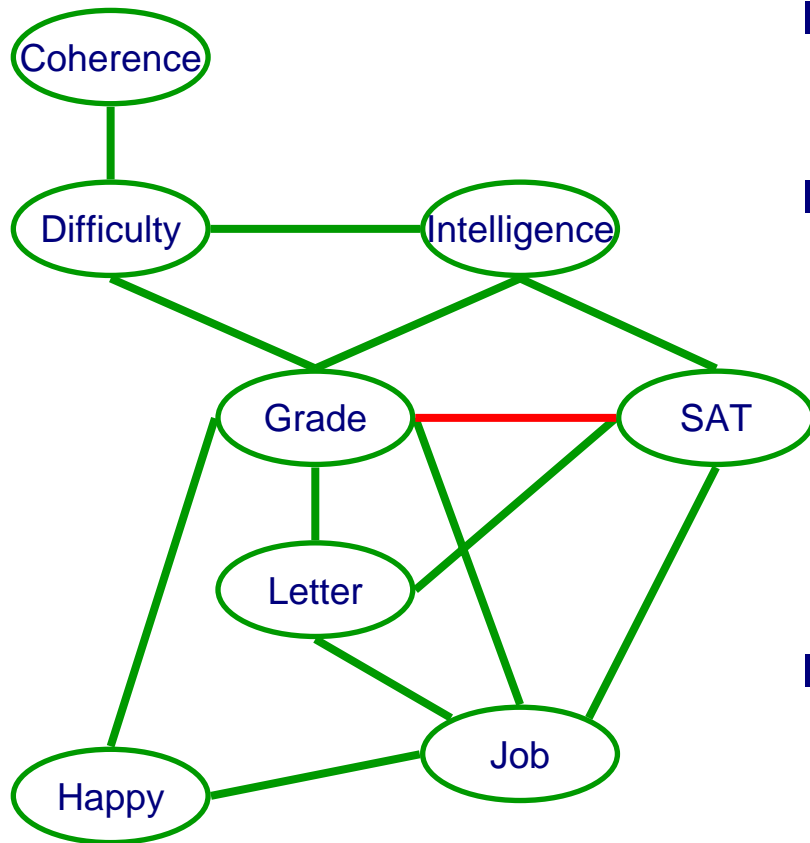 Coherence
Difficulty
Intelligence
Grade
SAT
Letter
Job
Happy